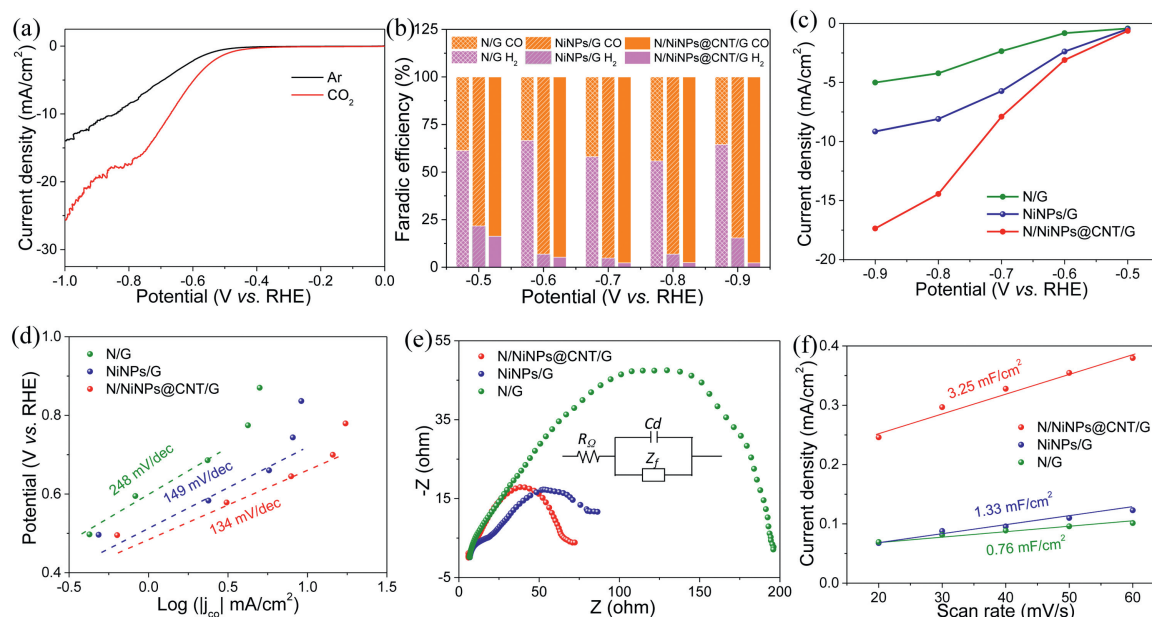 (a)
0
-10
-20
-30
Current density (mA/cm²)
Ar
CO₂
-1.0 -0.8 -0.6 -0.4 -0.2 0.0
Potential (V vs. RHE)
(b)
N/G CO NiNPs/G CO N/NiNPs@CNT/G CO
N/G H₂ NiNPs/G H₂ N/NiNPs@CNT/G H₂
100
75
50
25
0
Faradic efficiency (%)
-0.5 -0.6 -0.7 -0.8 -0.9
Potential (V vs. RHE)
(c)
0
-5
-10
-15
-20
Current density (mA/cm²)
N/G
NiNPs/G
N/NiNPs@CNT/G
-0.9 -0.8 -0.7 -0.6 -0.5
Potential (V vs. RHE)
(d)
1.0
0.8
0.6
0.4
Potential (V vs. RHE)
N/G
NiNPs/G
N/NiNPs@CNT/G
248 mV/dec
149 mV/dec
134 mV/dec
-0.5 0.0 0.5 1.0 1.5
Log (|j_co| mA/cm²)
(e)
55
35
15
-5
-Z (ohm)
N/NiNPs@CNT/G
NiNPs/G
N/G
RΩ
Cd
Zf
0 25 50 75 100 125 150 175 200
Z (ohm)
(f)
0.4
0.3
0.2
0.1
0.0
Current density (mA/cm²)
3.25 mF/cm²
N/NiNPs@CNT/G
NiNPs/G
N/G
1.33 mF/cm²
0.76 mF/cm²
20 30 40 50 60
Scan rate (mV/s)